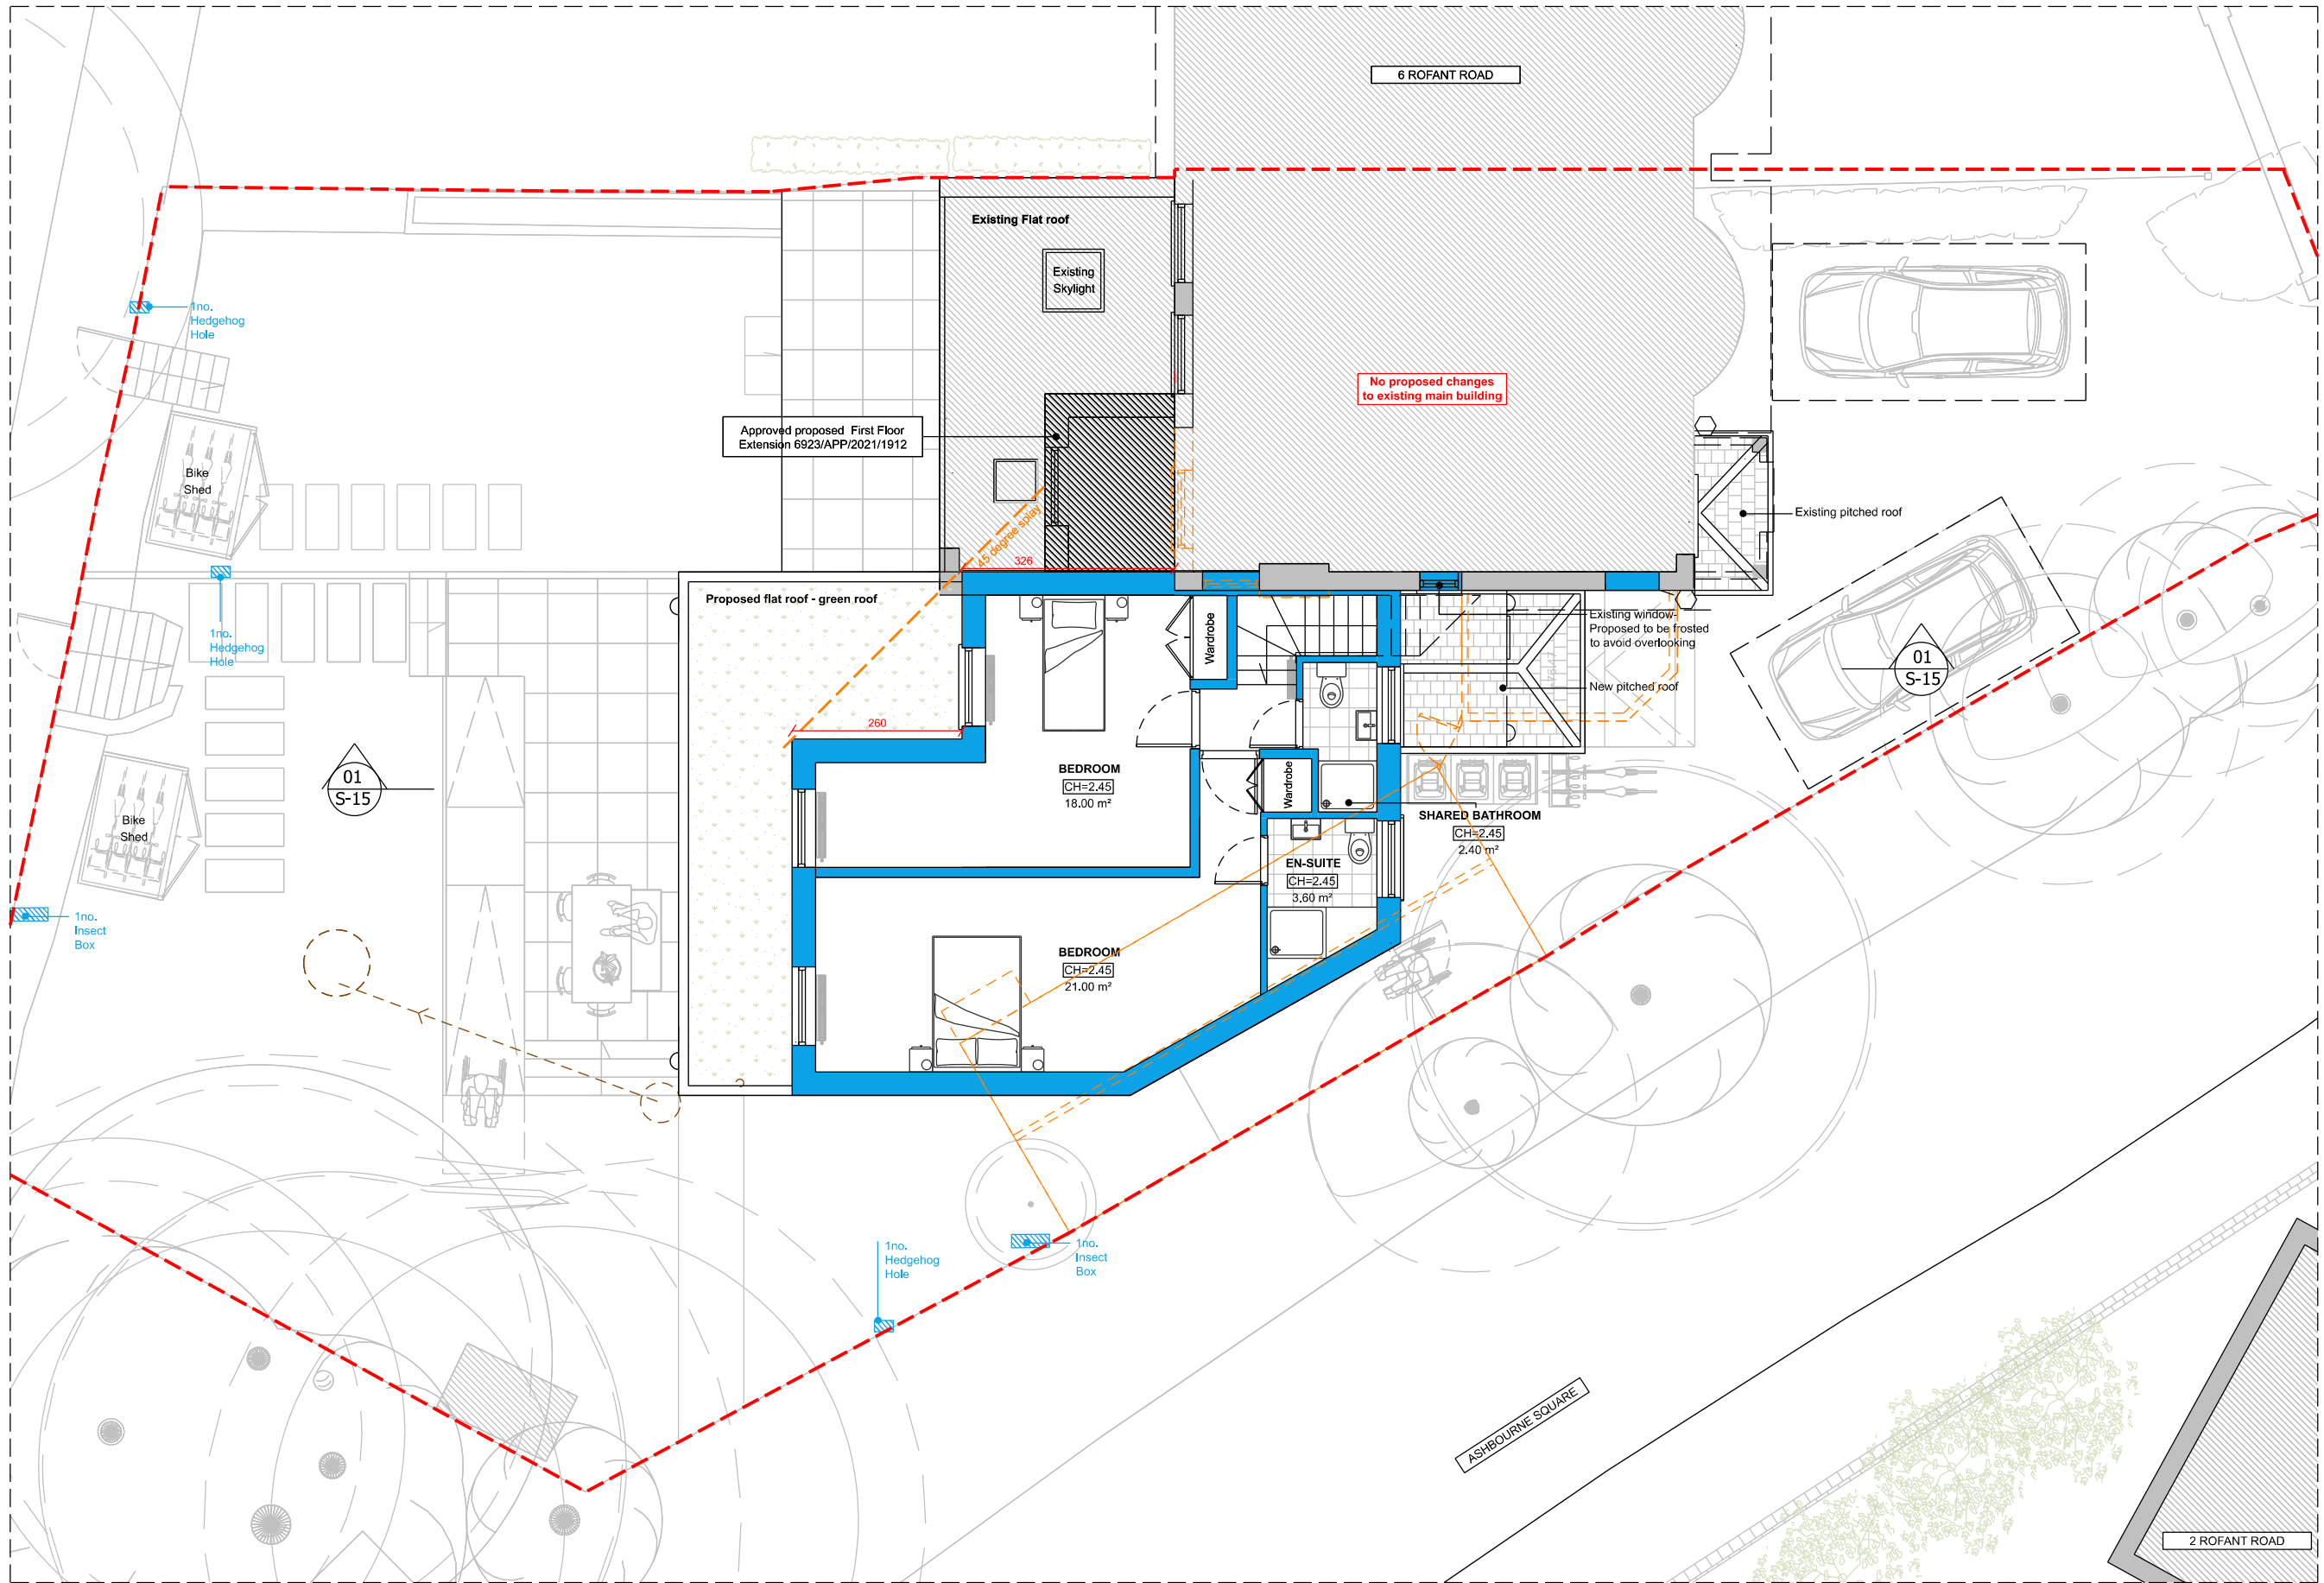 6 ROFANT ROAD
Existing Flat roof
Existing
Skylight
1no.
Hedgehog
Hole
No proposed changes
to existing main building
Approved proposed First Floor
Extension 6923/APP/2021/1912
Bike
Shed
Existing pitched roof
45 degree splay
326
Proposed flat roof - green roof
1no.
Hedgehog
Hole
Wardrobe
Existing window-
Proposed to be frosted
to avoid overlooking
01
S-15
New pitched roof
260
01
S-15
BEDROOM
CH=2.45
18.00 m²
Wardrobe
Bike
Shed
SHARED BATHROOM
CH=2.45
2.40 m²
EN-SUITE
CH=2.45
3.60 m²
1no.
Insect
Box
BEDROOM
CH=2.45
21.00 m²
1no.
Hedgehog
Hole
1no.
Insect
Box
ASHBOURNE SQUARE
2 ROFANT ROAD